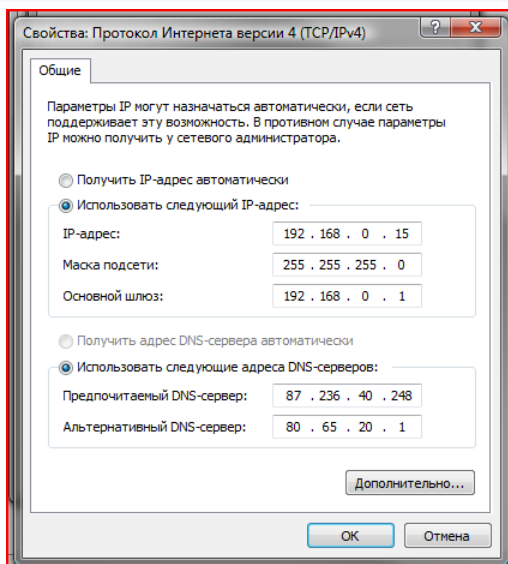 Свойства: Протокол Интернета версии 4 (TCP/IPv4)
Общие
Параметры IP могут назначаться автоматически, если сеть
поддерживает эту возможность. В противном случае параметры
IP можно получить у сетевого администратора.
Получить IP-адрес автоматически
Использовать следующий IP-адрес:
IP-адрес: 192 . 168 . 0 . 15
Маска подсети: 255 . 255 . 255 . 0
Основной шлюз: 192 . 168 . 0 . 1
Получить адрес DNS-сервера автоматически
Использовать следующие адреса DNS-серверов:
Предпочитаемый DNS-сервер: 87 . 236 . 40 . 248
Альтернативный DNS-сервер: 80 . 65 . 20 . 1
Дополнительно...
ОК Отмена